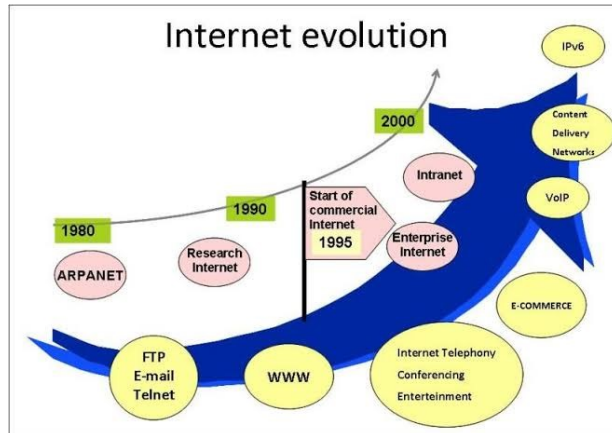 Internet evolution
IPv6
2000
Content
Delivery
Networks
Intranet
1990
Start of
commercial
Internet
1995
VoIP
1980
Research
Internet
Enterprise
Internet
ARPANET
E-COMMERCE
FTP
E-mail
Telnet
WWW
Internet Telephony
Conferencing
Enterteinment